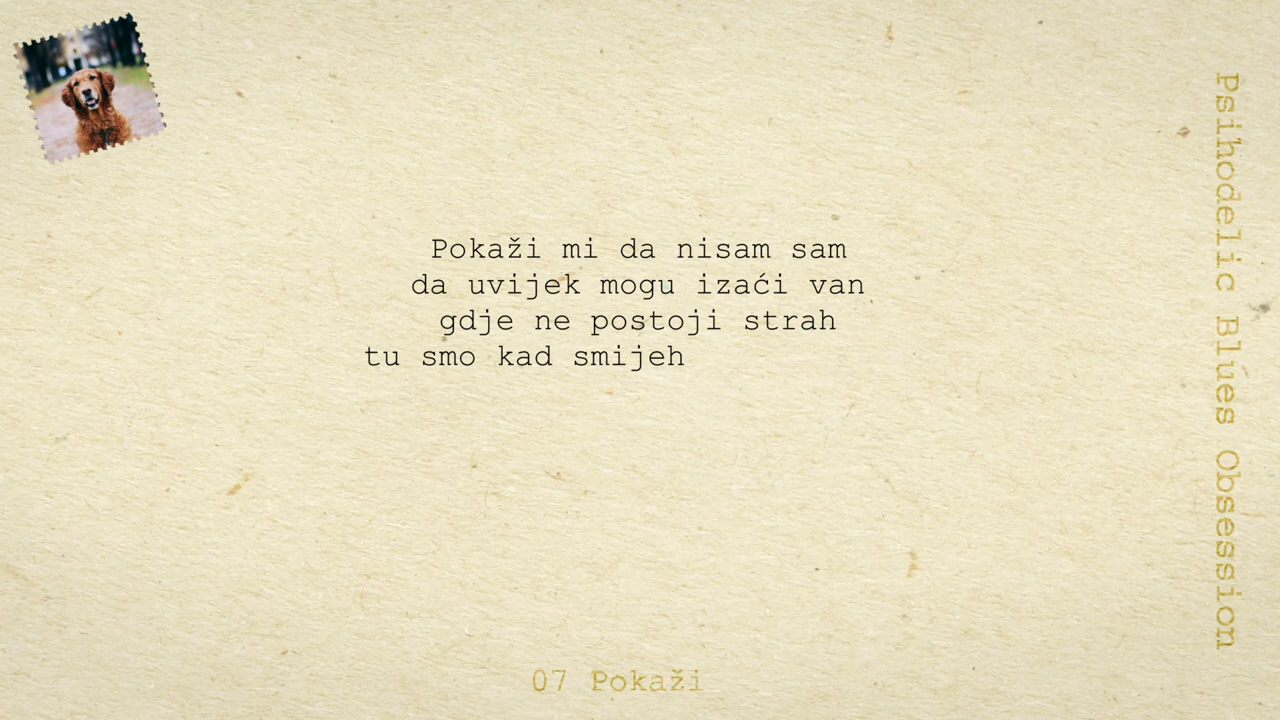 Pokaži mi da nisam sam
da uvijek mogu izaći van
gdje ne postoji strah
tu smo kad smijeh
Psihodelic Blues Obsession
07 Pokaži